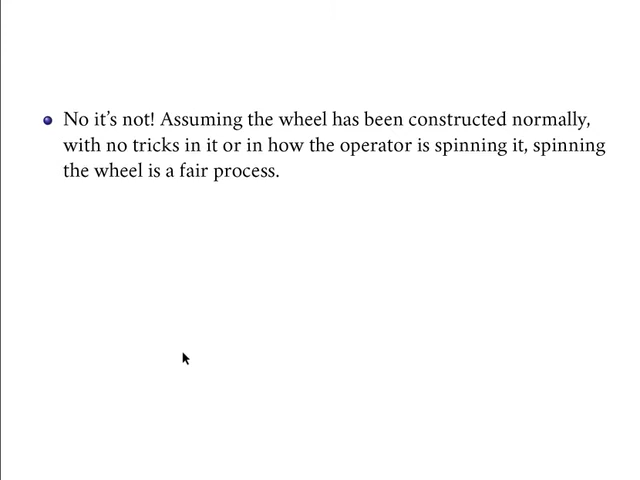 No it's not! Assuming the wheel has been constructed normally,
with no tricks in it or in how the operator is spinning it, spinning
the wheel is a fair process.